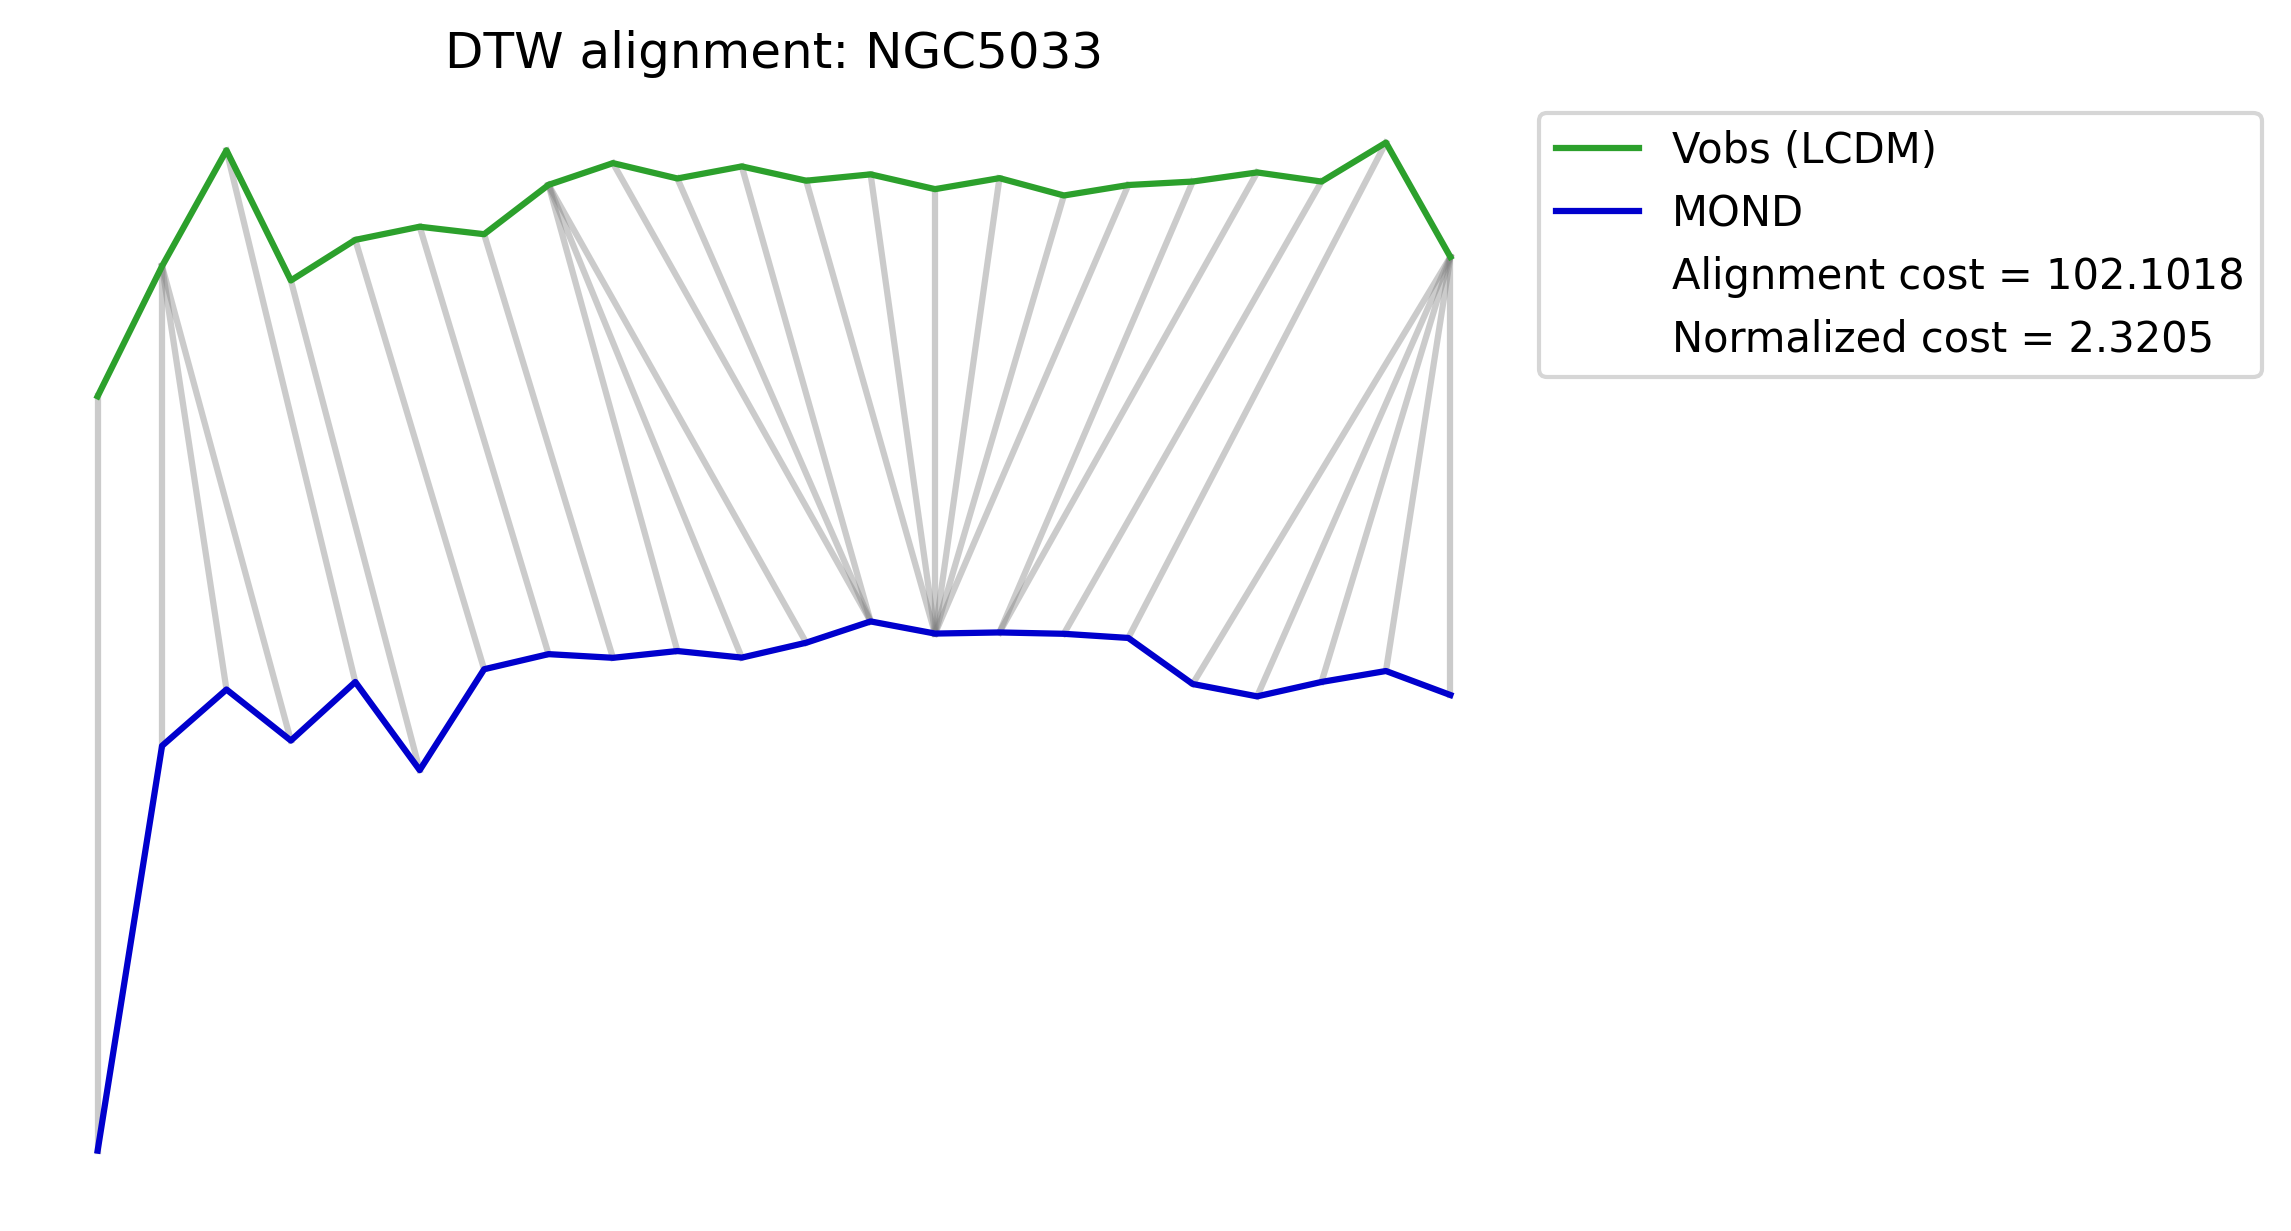 DTW alignment: NGC5033
Vobs (LCDM)
MOND
Alignment cost = 102.1018
Normalized cost = 2.3205